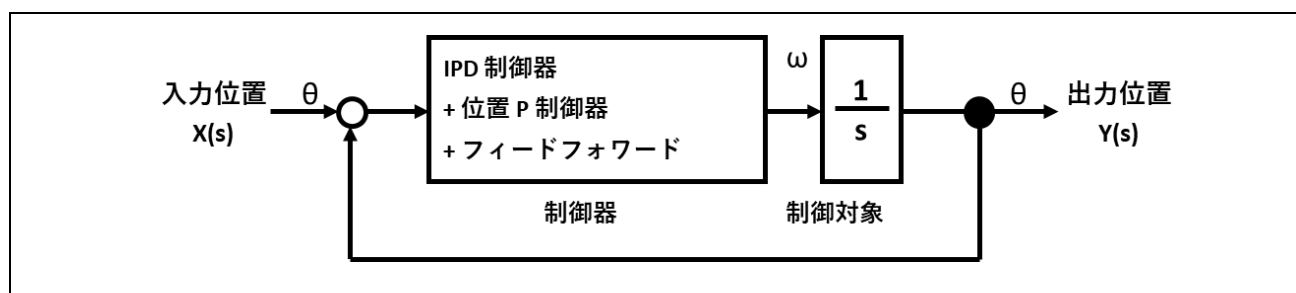 入力位置
X(s)
θ
IPD 制御器
+ 位置 P 制御器
+ フィードフォワード
制御器
ω
1
s
制御対象
θ
出力位置
Y(s)